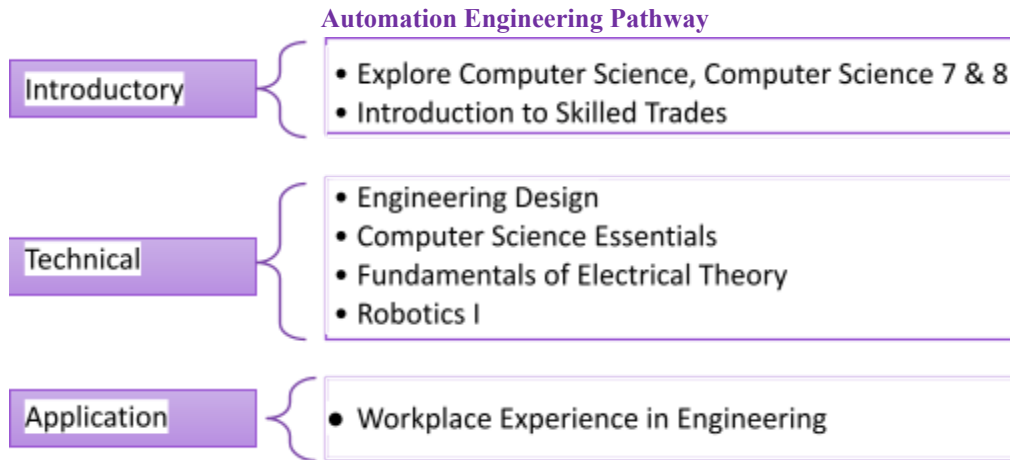 Automation Engineering Pathway
Introductory
• Explore Computer Science, Computer Science 7 & 8
• Introduction to Skilled Trades
Technical
• Engineering Design
• Computer Science Essentials
• Fundamentals of Electrical Theory
• Robotics I
Application
• Workplace Experience in Engineering